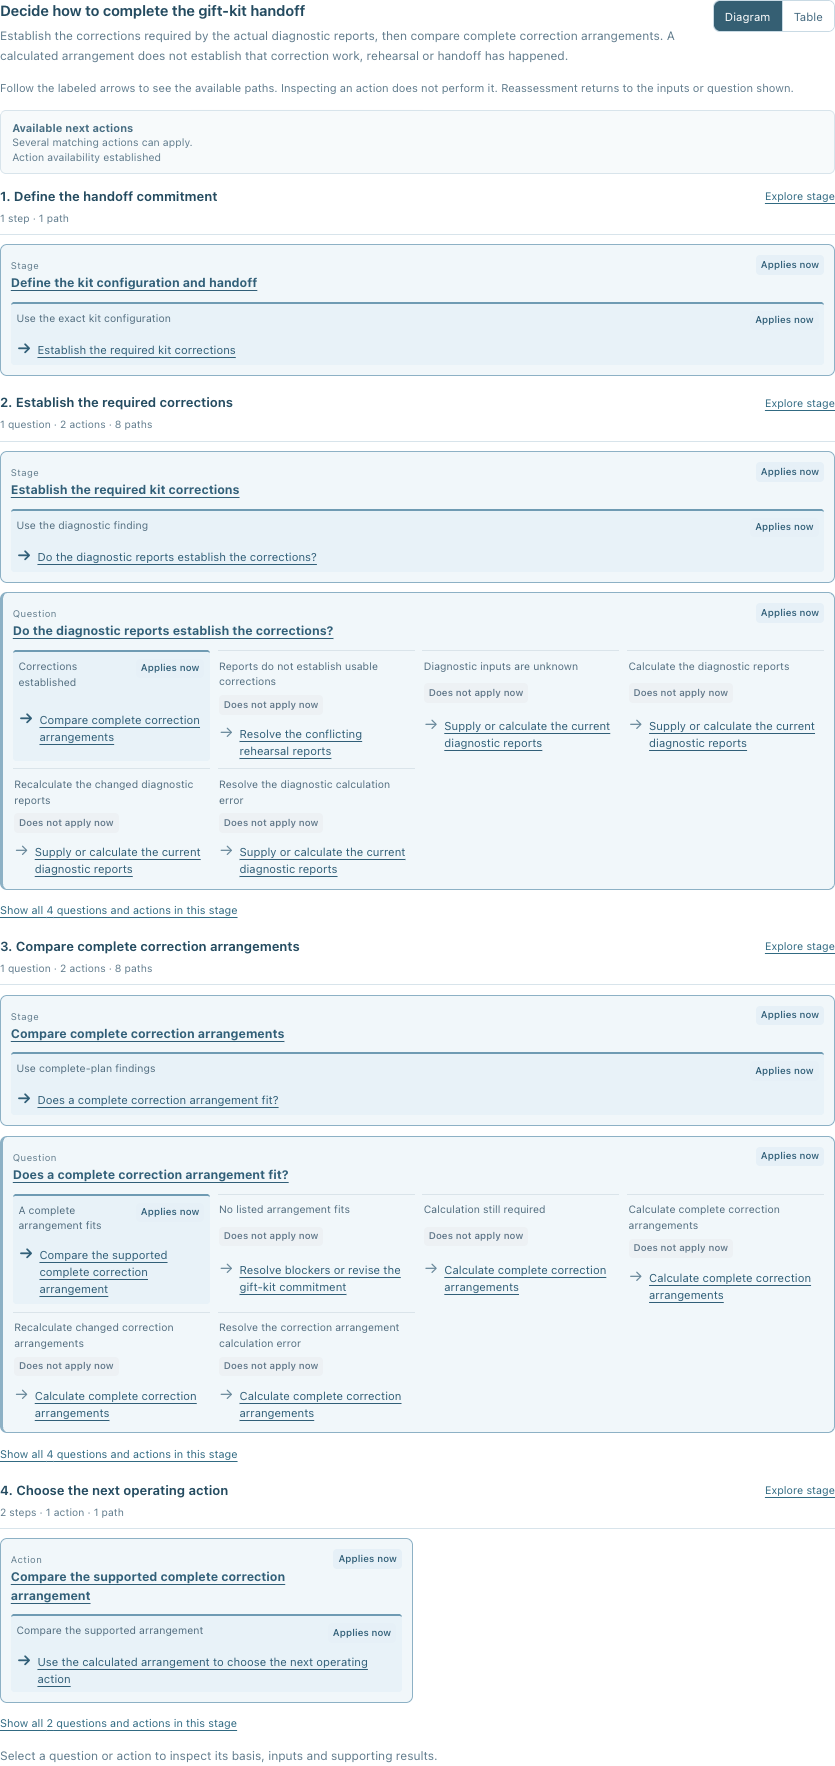 Decide how to complete the gift-kit handoff
Diagram
Table
Establish the corrections required by the actual diagnostic reports, then compare complete correction arrangements. A
calculated arrangement does not establish that correction work, rehearsal or handoff has happened.
Follow the labeled arrows to see the available paths. Inspecting an action does not perform it. Reassessment returns to the inputs or question shown.
Available next actions
Several matching actions can apply.
Action availability established
1. Define the handoff commitment
Explore stage
1 step · 1 path
Stage
Applies now
Define the kit configuration and handoff
Use the exact kit configuration
Applies now
→ Establish the required kit corrections
2. Establish the required corrections
Explore stage
1 question · 2 actions · 8 paths
Stage
Applies now
Establish the required kit corrections
Use the diagnostic finding
Applies now
→ Do the diagnostic reports establish the corrections?
Question
Applies now
Do the diagnostic reports establish the corrections?
Corrections
established
Applies now
→ Compare complete correction
arrangements
Reports do not establish usable
corrections
Does not apply now
→ Resolve the conflicting
rehearsal reports
Diagnostic inputs are unknown
Does not apply now
→ Supply or calculate the current
diagnostic reports
Calculate the diagnostic reports
Does not apply now
→ Supply or calculate the current
diagnostic reports
Recalculate the changed diagnostic
reports
Does not apply now
→ Supply or calculate the current
diagnostic reports
Resolve the diagnostic calculation
error
Does not apply now
→ Supply or calculate the current
diagnostic reports
Show all 4 questions and actions in this stage
3. Compare complete correction arrangements
Explore stage
1 question · 2 actions · 8 paths
Stage
Applies now
Compare complete correction arrangements
Use complete-plan findings
Applies now
→ Does a complete correction arrangement fit?
Question
Applies now
Does a complete correction arrangement fit?
A complete
arrangement fits
Applies now
→ Compare the supported
complete correction
arrangement
No listed arrangement fits
Does not apply now
→ Resolve blockers or revise the
gift-kit commitment
Calculation still required
Does not apply now
→ Calculate complete correction
arrangements
Calculate complete correction
arrangements
Does not apply now
→ Calculate complete correction
arrangements
Recalculate changed correction
arrangements
Does not apply now
→ Calculate complete correction
arrangements
Resolve the correction arrangement
calculation error
Does not apply now
→ Calculate complete correction
arrangements
Show all 4 questions and actions in this stage
4. Choose the next operating action
Explore stage
2 steps · 1 action · 1 path
Action
Applies now
Compare the supported complete correction
arrangement
Compare the supported arrangement
Applies now
→ Use the calculated arrangement to choose the next operating
action
Show all 2 questions and actions in this stage
Select a question or action to inspect its basis, inputs and supporting results.